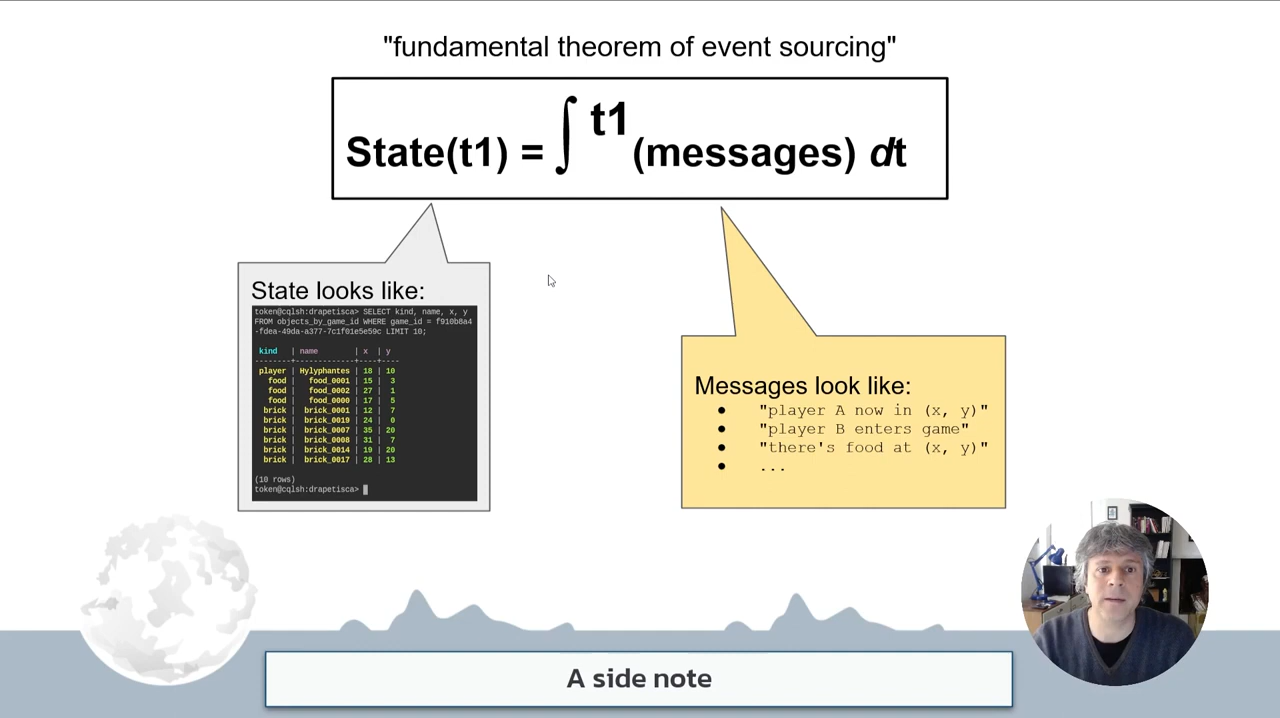 "fundamental theorem of event sourcing"
State(t1) = ∫ t1 (messages) dt
State looks like:
token@cqlsh:drapetisca> SELECT kind, name, x, y
FROM objects_by_game_id WHERE game_id = f910b8a4
-fdea-49da-a377-7c1f01e5e59c LIMIT 10;
kind | name | x | y
--------+-------------+----+----
player | Hylyphantes | 18 | 10
food | food_0001 | 15 | 3
food | food_0002 | 27 | 1
food | food_0000 | 17 | 5
brick | brick_0001 | 12 | 7
brick | brick_0019 | 24 | 0
brick | brick_0007 | 35 | 20
brick | brick_0008 | 31 | 7
brick | brick_0014 | 19 | 20
brick | brick_0017 | 28 | 13
(10 rows)
token@cqlsh:drapetisca>
Messages look like:
● "player A now in (x, y)"
● "player B enters game"
● "there's food at (x, y)"
● ...
A side note